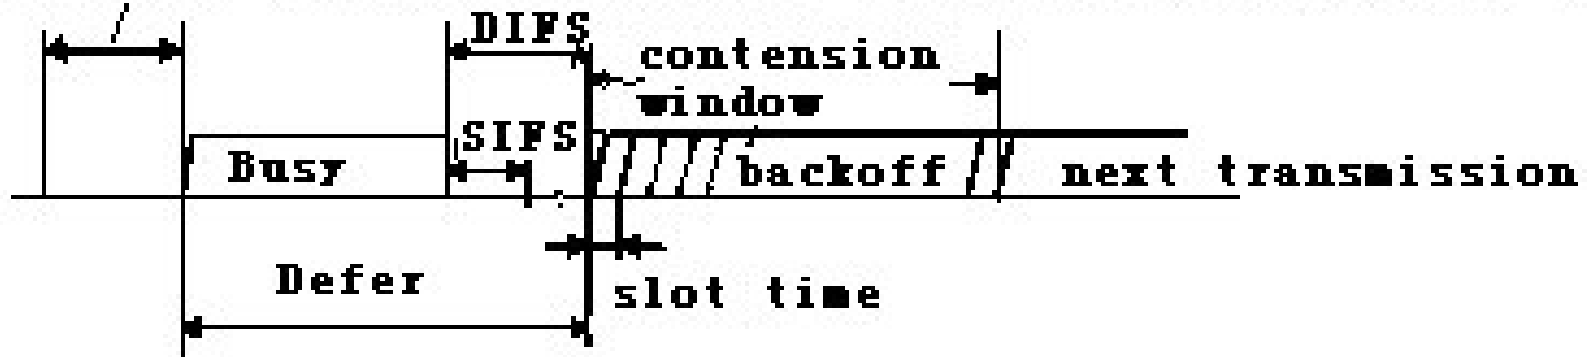 DIFS
contension
window
SIFS
Busy
backoff
next transmission
Defer
slot time